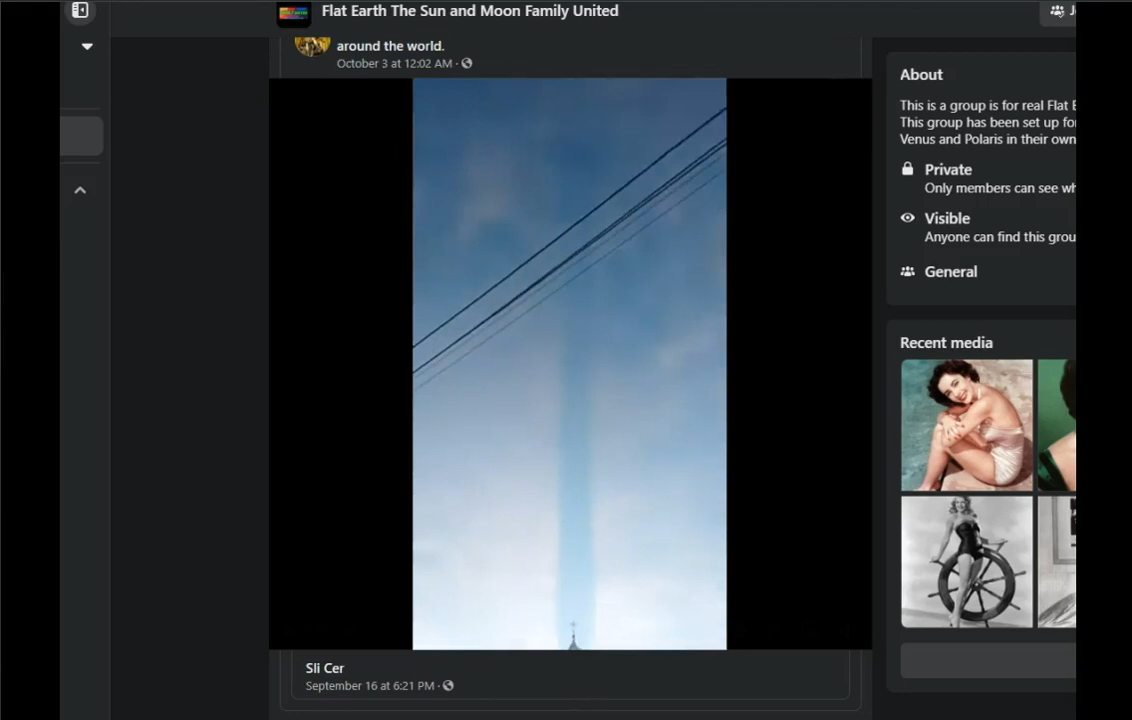 Flat Earth The Sun and Moon Family United
around the world.
October 3 at 12:02 AM ·
About
This is a group is for real Flat
This group has been set up
Venus and Polaris in their own
Private
Only members can see
Visible
Anyone can find this
General
Recent media
Sli Cer
September 16 at 6:21 PM ·